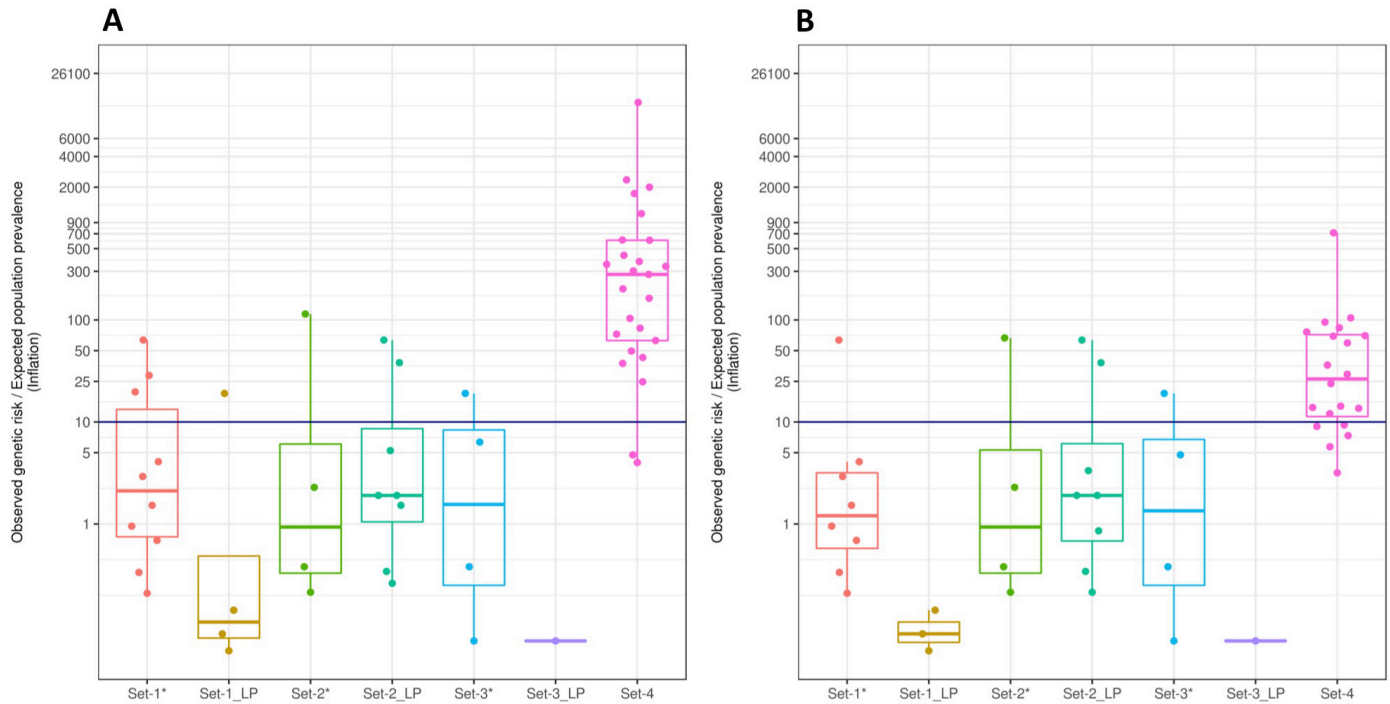 A
Observed genetic risk / Expected population prevalence
(Inflation)
26100
6000
4000
2000
900
700
500
300
100
50
25
10
5
1
Set-1*
Set-1_LP
Set-2*
Set-2_LP
Set-3*
Set-3_LP
Set-4
B
Observed genetic risk / Expected population prevalence
(Inflation)
26100
6000
4000
2000
900
700
500
300
100
50
25
10
5
1
Set-1*
Set-1_LP
Set-2*
Set-2_LP
Set-3*
Set-3_LP
Set-4